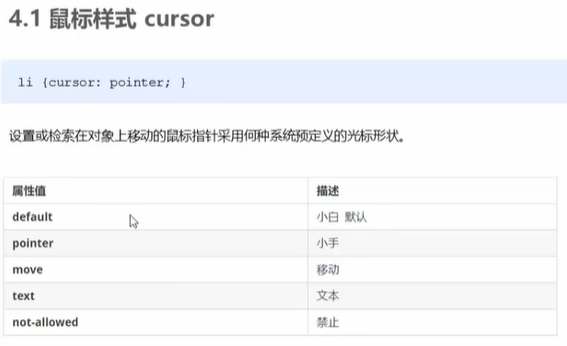 4.1 鼠标样式 cursor
li {cursor: pointer; }
设置或检索在对象上移动的鼠标指针采用何种系统预定义的光标形状。
属性值 描述
default 小白 默认
pointer 小手
move 移动
text 文本
not-allowed 禁止